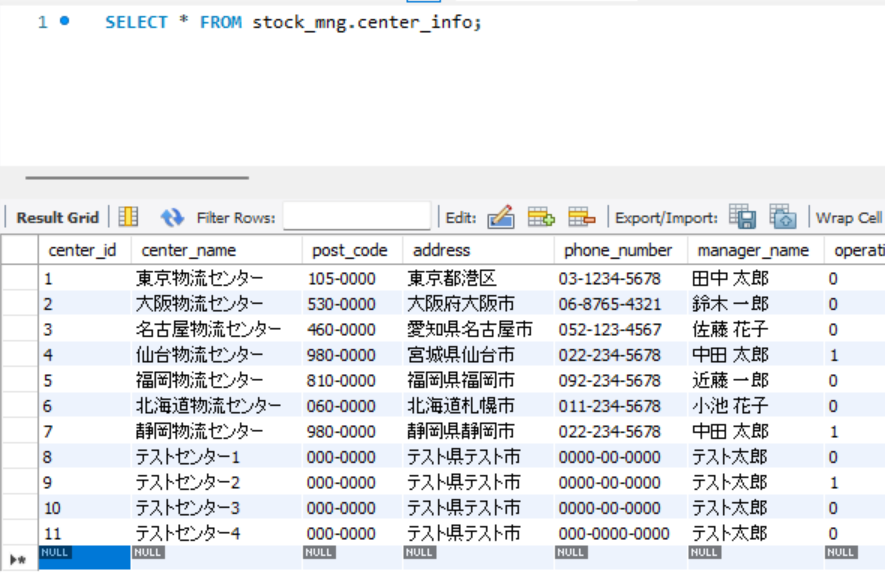 1 SELECT * FROM stock_mng.center_info;
Result Grid Filter Rows: Edit: Export/Import: Wrap Cell
center_id center_name post_code address phone_number manager_name operati
1 東京物流センター 105-0000 東京都港区 03-1234-5678 田中 太郎 0
2 大阪物流センター 530-0000 大阪府大阪市 06-8765-4321 鈴木 一郎 0
3 名古屋物流センター 460-0000 愛知県名古屋市 052-123-4567 佐藤 花子 0
4 仙台物流センター 980-0000 宮城県仙台市 022-234-5678 中田 太郎 1
5 福岡物流センター 810-0000 福岡県福岡市 092-234-5678 近藤 一郎 0
6 北海道物流センター 060-0000 北海道札幌市 011-234-5678 小池 花子 0
7 静岡物流センター 980-0000 静岡県静岡市 022-234-5678 中田 太郎 1
8 テストセンター1 000-0000 テスト県テスト市 0000-00-0000 テスト太郎 0
9 テストセンター2 000-0000 テスト県テスト市 0000-00-0000 テスト太郎 1
10 テストセンター3 000-0000 テスト県テスト市 0000-00-0000 テスト太郎 0
11 テストセンター4 000-0000 テスト県テスト市 000-0000-0000 テスト太郎 0
NULL NULL NULL NULL NULL NULL NULL